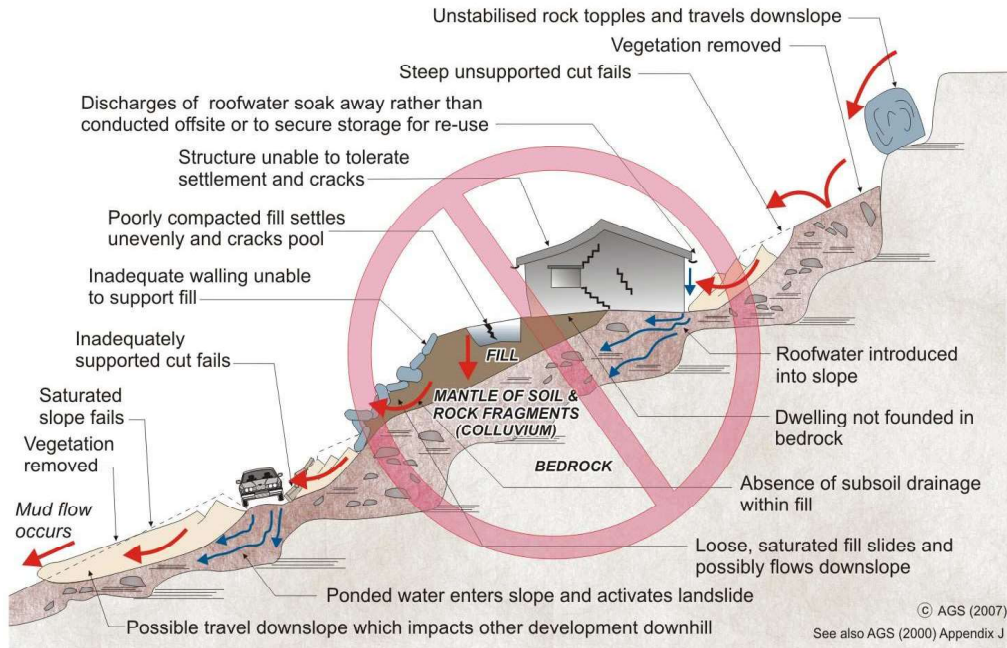 Unstabilised rock topples and travels downslope
Vegetation removed
Steep unsupported cut fails
Discharges of roofwater soak away rather than
conducted offsite or to secure storage for re-use
Structure unable to tolerate
settlement and cracks
Poorly compacted fill settles
unevenly and cracks pool
Inadequate walling unable
to support fill
Inadequately
supported cut fails
Saturated
slope fails
Vegetation
removed
Mud flow
occurs
FILL
MANTLE OF SOIL &
ROCK FRAGMENTS
(COLLUVIUM)
BEDROCK
Roofwater introduced
into slope
Dwelling not founded in
bedrock
Absence of subsoil drainage
within fill
Loose, saturated fill slides and
possibly flows downslope
Ponded water enters slope and activates landslide
Possible travel downslope which impacts other development downhill
© AGS (2007)
See also AGS (2000) Appendix J